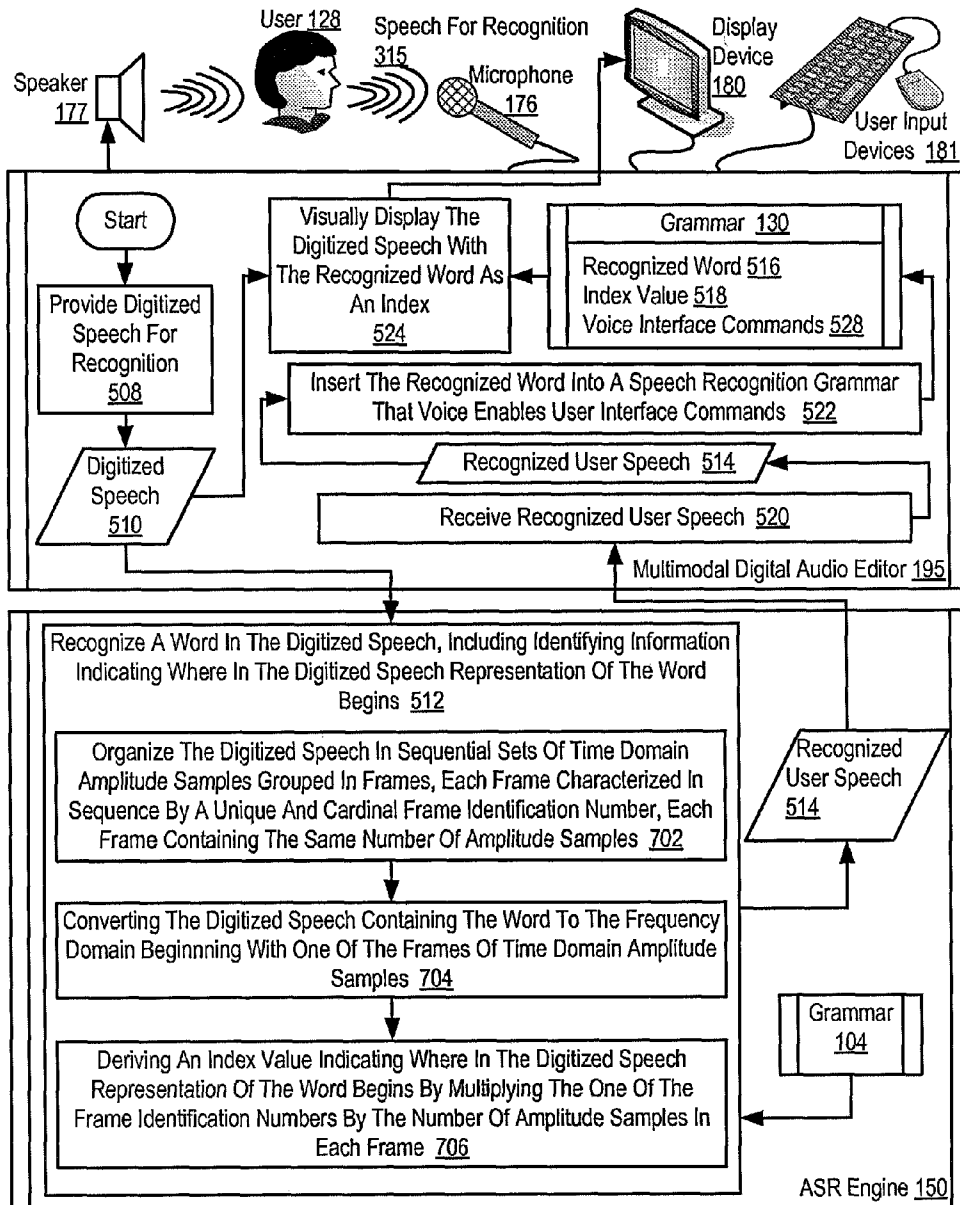 User 128
Speech For Recognition
315
Display
Device
180
Speaker
177
Microphone
176
User Input
Devices 181
Start
Provide Digitized
Speech For
Recognition
508
Digitized
Speech
510
Visually Display The
Digitized Speech With
The Recognized Word As
An Index
524
Grammar 130
Recognized Word 516
Index Value 518
Voice Interface Commands 528
Insert The Recognized Word Into A Speech Recognition Grammar
That Voice Enables User Interface Commands 522
Recognized User Speech 514
Receive Recognized User Speech 520
Multimodal Digital Audio Editor 195
Recognize A Word In The Digitized Speech, Including Identifying Information
Indicating Where In The Digitized Speech Representation Of The Word
Begins 512
Organize The Digitized Speech In Sequential Sets Of Time Domain
Amplitude Samples Grouped In Frames, Each Frame Characterized In
Sequence By A Unique And Cardinal Frame Identification Number, Each
Frame Containing The Same Number Of Amplitude Samples 702
Converting The Digitized Speech Containing The Word To The Frequency
Domain Beginnning With One Of The Frames Of Time Domain Amplitude
Samples 704
Deriving An Index Value Indicating Where In The Digitized Speech
Representation Of The Word Begins By Multiplying The One Of The
Frame Identification Numbers By The Number Of Amplitude Samples In
Each Frame 706
Recognized
User Speech
514
Grammar
104
ASR Engine 150